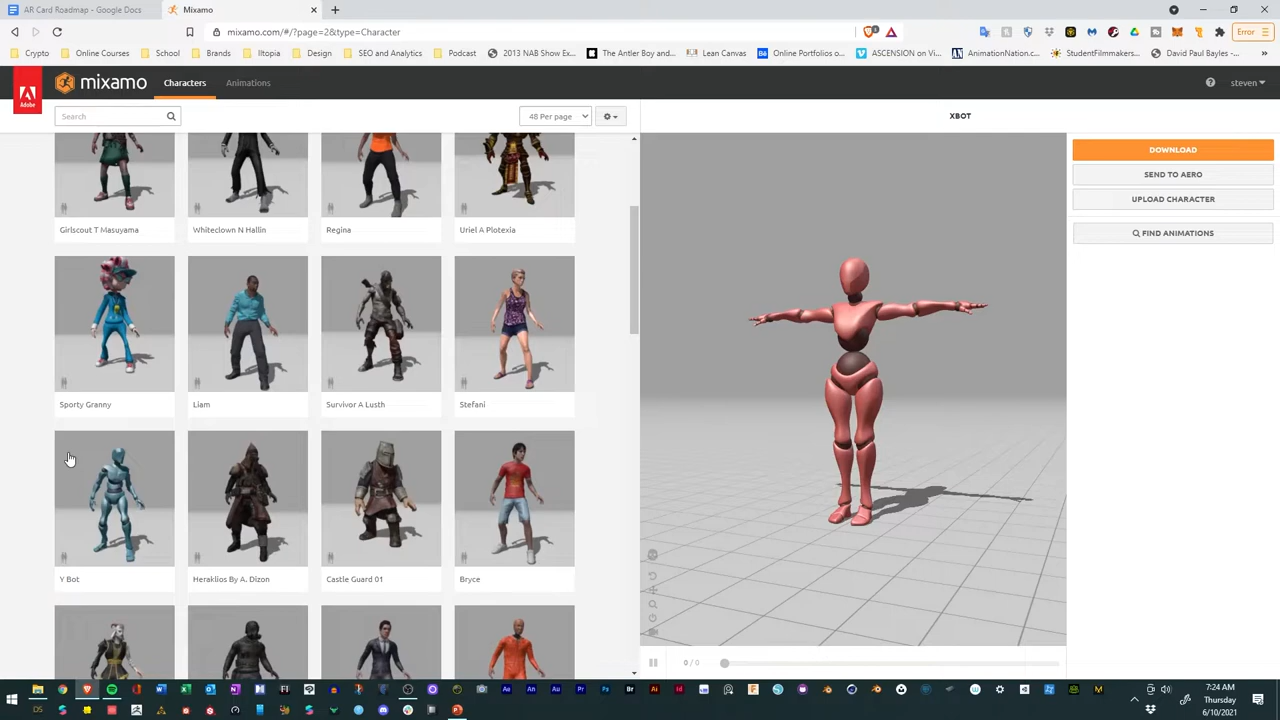 AR Card Roadmap - Google Docs
Mixamo
mixamo.com/#/?page=2&type=Character
Error
Crypto
Online Courses
School
Brands
Iltopia
Design
SEO and Analytics
Podcast
2013 NAB Show Exp...
The Antler Boy and...
Lean Canvas
Online Portfolios o...
ASCENSION on Vi...
AnimationNation.c...
StudentFilmmakers...
David Paul Bayles -...
Adobe
mixamo
Characters
Animations
steven
Search
48 Per page
XBOT
DOWNLOAD
SEND TO AERO
UPLOAD CHARACTER
FIND ANIMATIONS
Girlscout T Masuyama
Whiteclown N Hallin
Regina
Uriel A Plotexia
Sporty Granny
Liam
Survivor A Lusth
Stefani
Y Bot
Heraklios By A. Dizon
Castle Guard 01
Bryce
0 / 0
7:24 AM
Thursday
6/10/2021